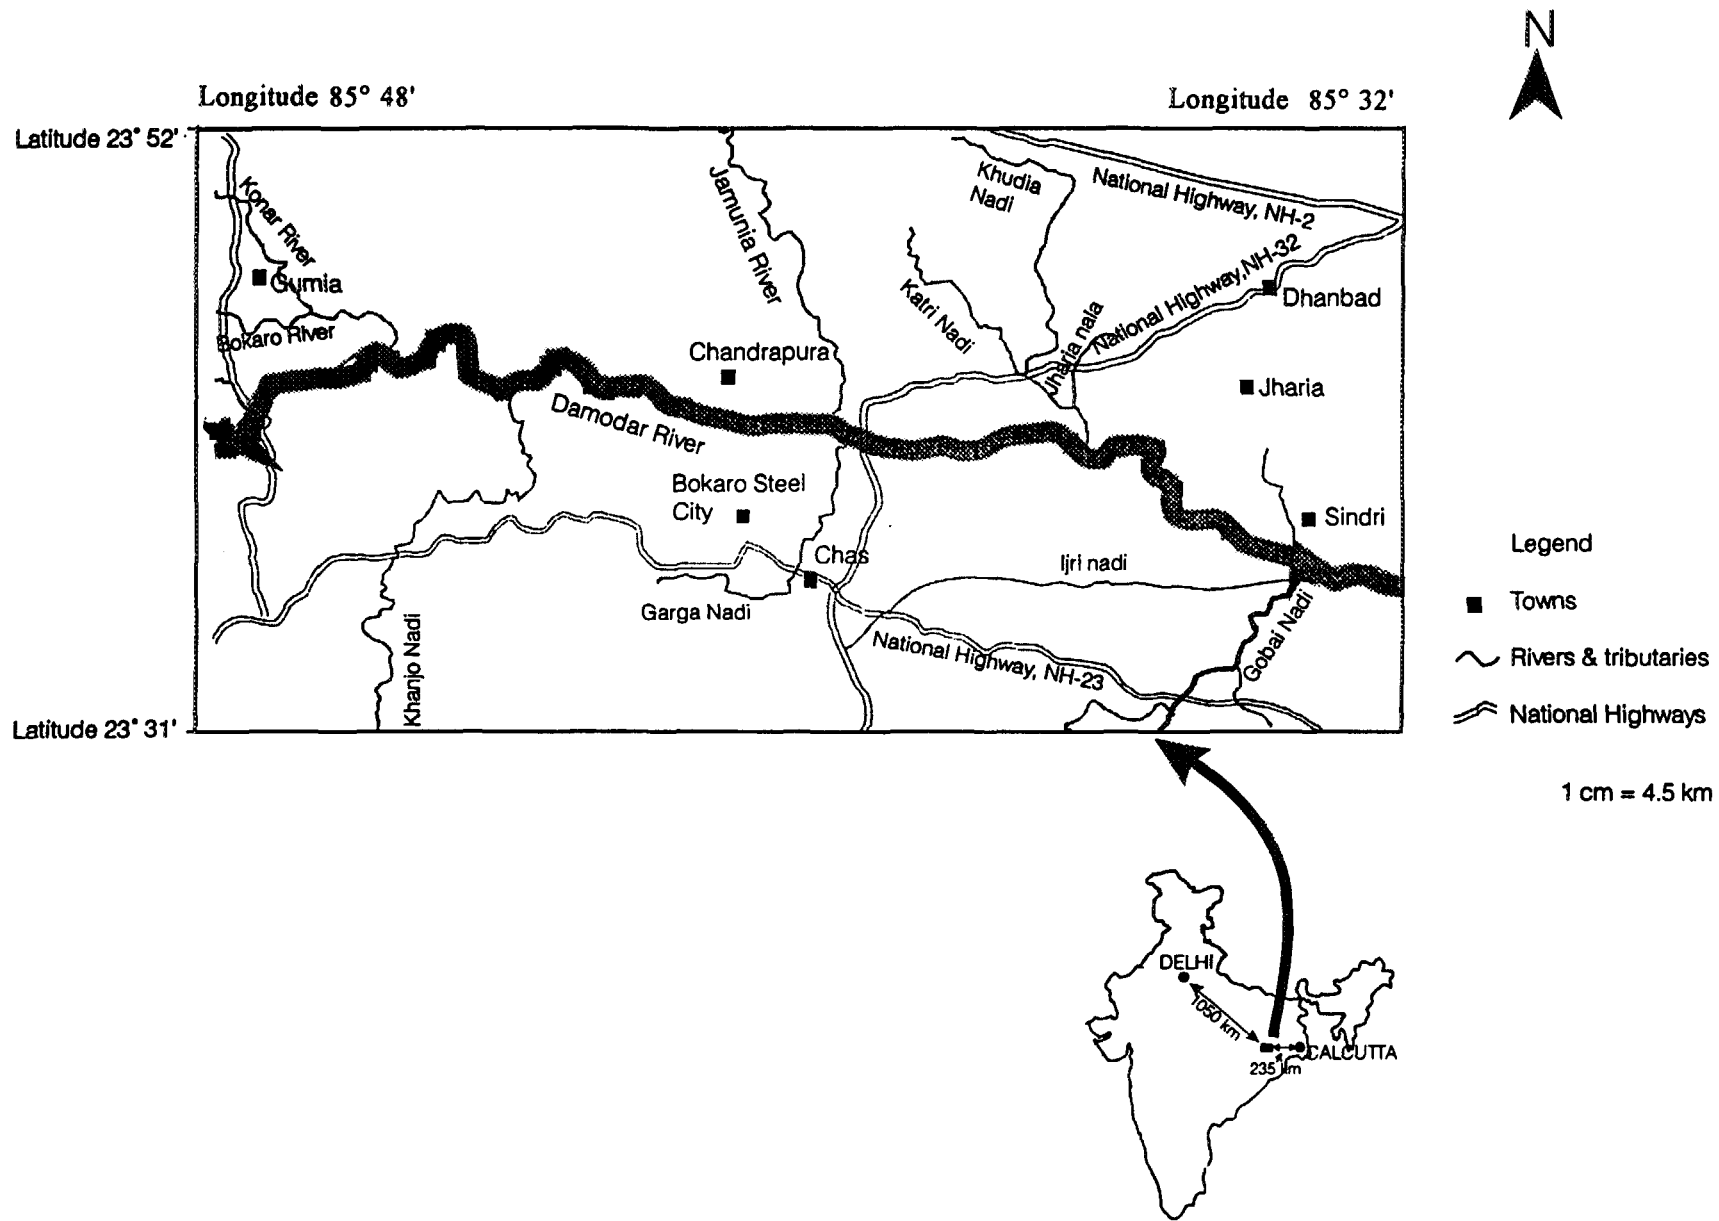 N
Longitude 85° 48'
Longitude 85° 32'
Latitude 23° 52'
Konar River
Gumia
Bokaro River
Jamunia River
Khudia
Nadi
National Highway, NH-2
National Highway,NH-32
Katri Nadi
Jharia nala
Dhanbad
Chandrapura
Jharia
Damodar River
Bokaro Steel
City
Sindri
Chas
Ijri nadi
Garga Nadi
Khanjo Nadi
National Highway, NH-23
Gobai Nadi
Latitude 23° 31'
Legend
Towns
Rivers & tributaries
National Highways
1 cm = 4.5 km
DELHI
1050 km
CALCUTTA
235 km